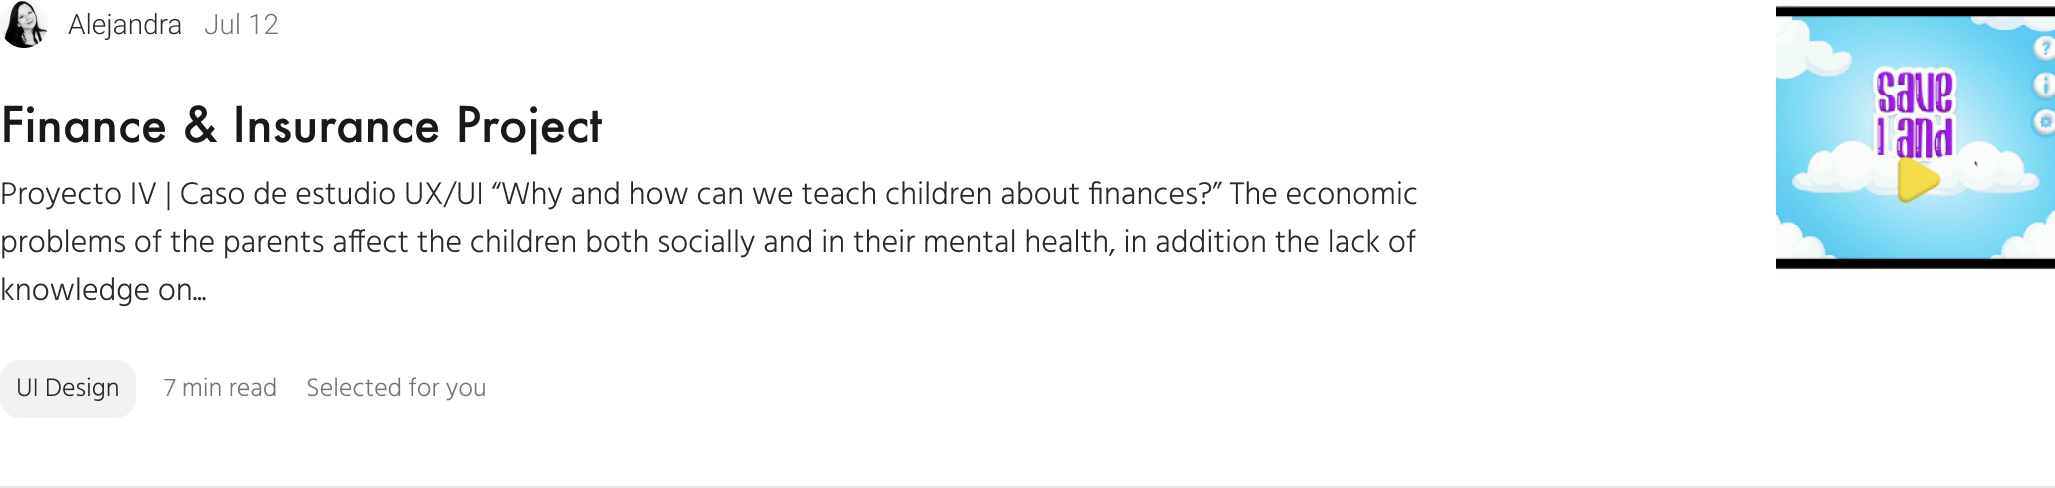 Alejandra Jul 12
Finance & Insurance Project
Proyecto IV | Caso de estudio UX/UI “Why and how can we teach children about finances?” The economic
problems of the parents affect the children both socially and in their mental health, in addition the lack of
knowledge on...
UI Design 7 min read Selected for you
save
land
?
i